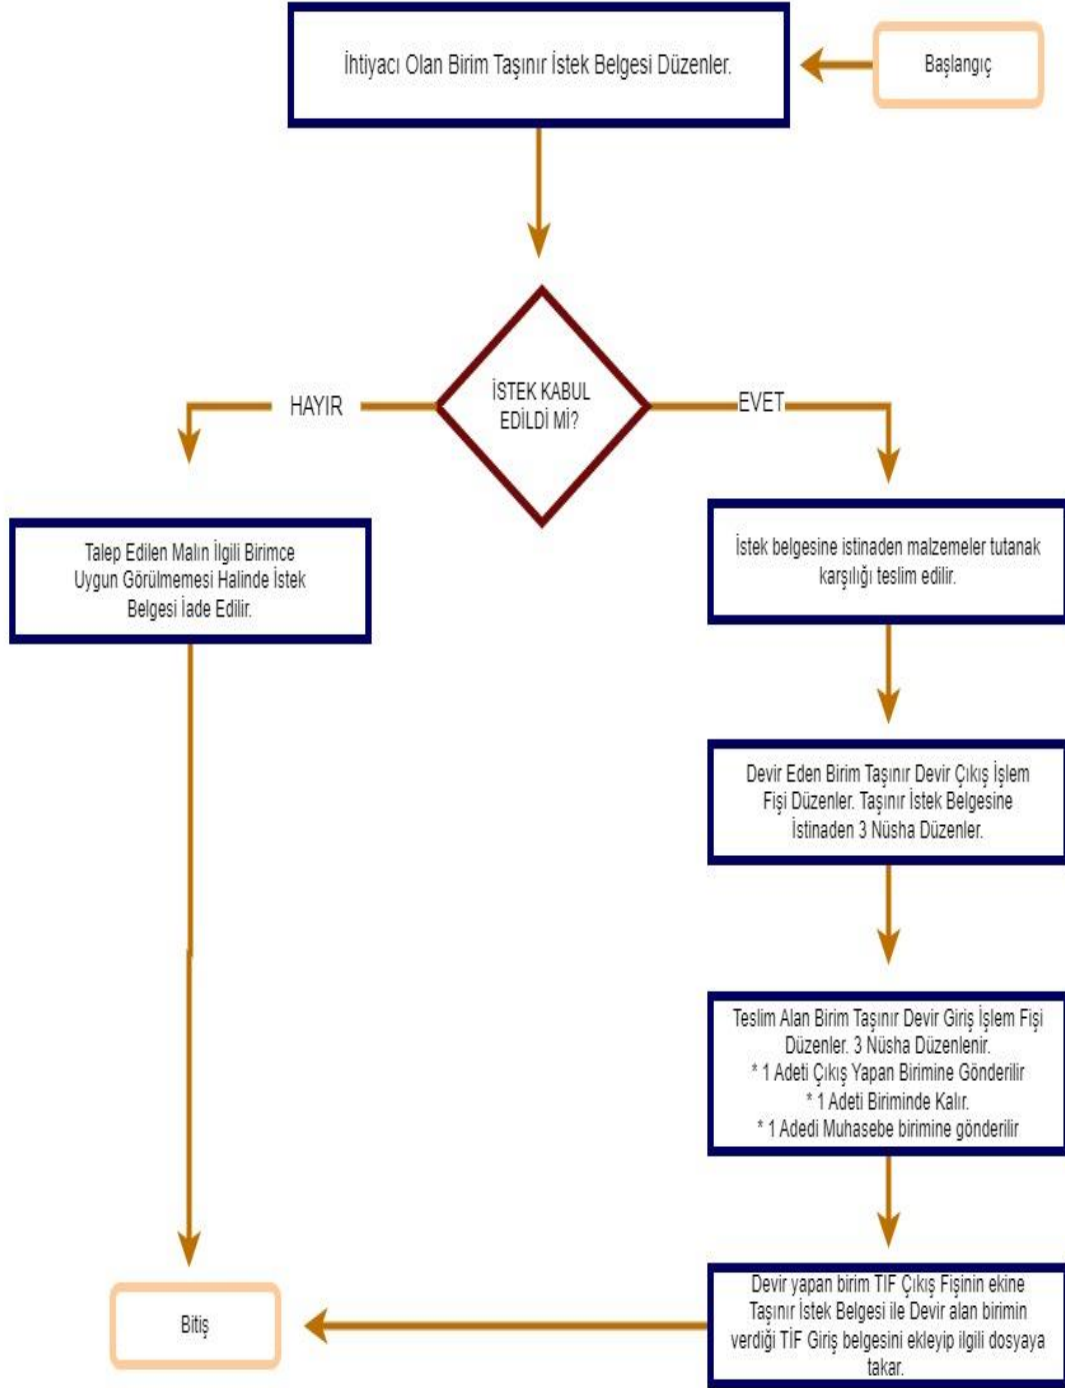 İhtiyacı Olan Birim Taşınır İstek Belgesi Düzenler.
Başlangıç
İSTEK KABUL
EDİLDİ Mİ?
HAYIR
EVET
Talep Edilen Malın İlgili Birimce
Uygun Görülmemesi Halinde İstek
Belgesi İade Edilir.
İstek belgesine istinaden malzemeler tutanak
karşılığı teslim edilir.
Devir Eden Birim Taşınır Devir Çıkış İşlem
Fişi Düzenler. Taşınır İstek Belgesine
İstinaden 3 Nüsha Düzenler.
Teslim Alan Birim Taşınır Devir Giriş İşlem Fişi
Düzenler. 3 Nüsha Düzenlenir.
* 1 Adeti Çıkış Yapan Birimine Gönderilir
* 1 Adeti Biriminde Kalır.
* 1 Adedi Muhasebe birimine gönderilir
Devir yapan birim TIF Çıkış Fişinin ekine
Taşınır İstek Belgesi ile Devir alan birimin
verdiği TİF Giriş belgesini ekleyip ilgili dosyaya
takar.
Bitiş